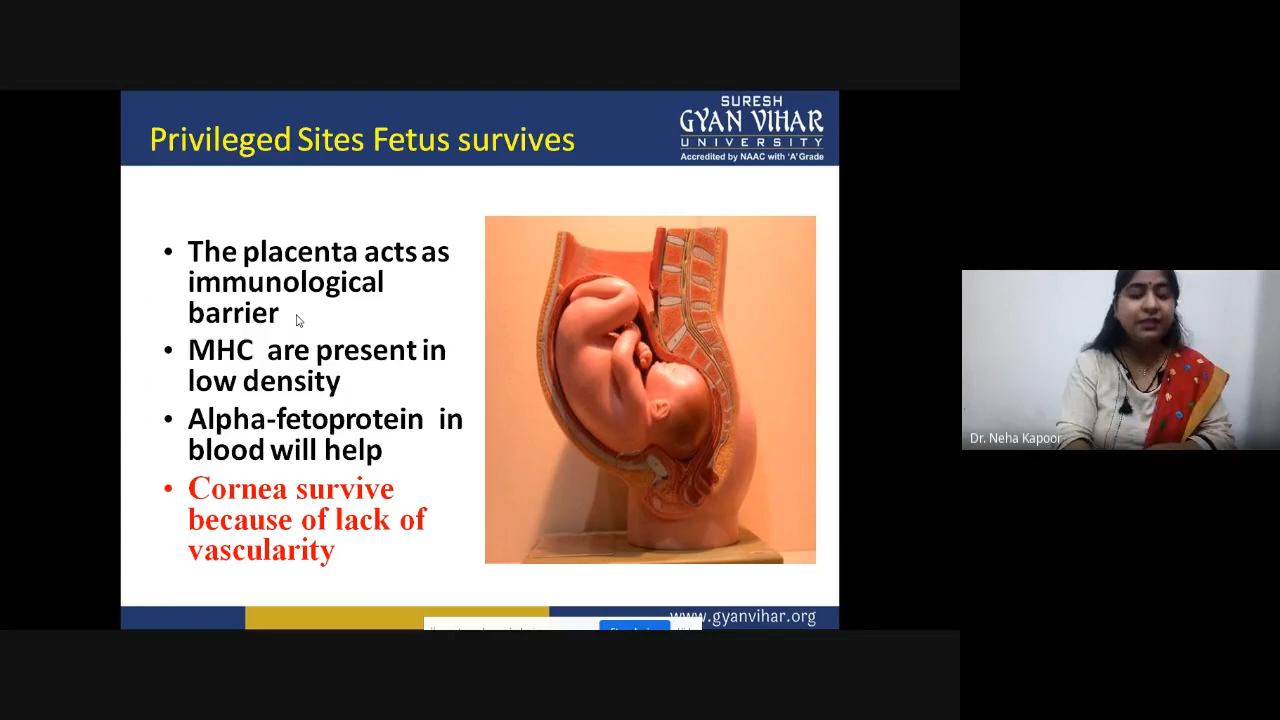 Privileged Sites Fetus survives
SURESH
GYAN VIHAR
UNIVERSITY
Accredited by NAAC with 'A' Grade
• The placenta acts as
immunological
barrier
• MHC are present in
low density
• Alpha-fetoprotein in
blood will help
• Cornea survive
because of lack of
vascularity
www.gyanvihar.org
Dr. Neha Kapoor